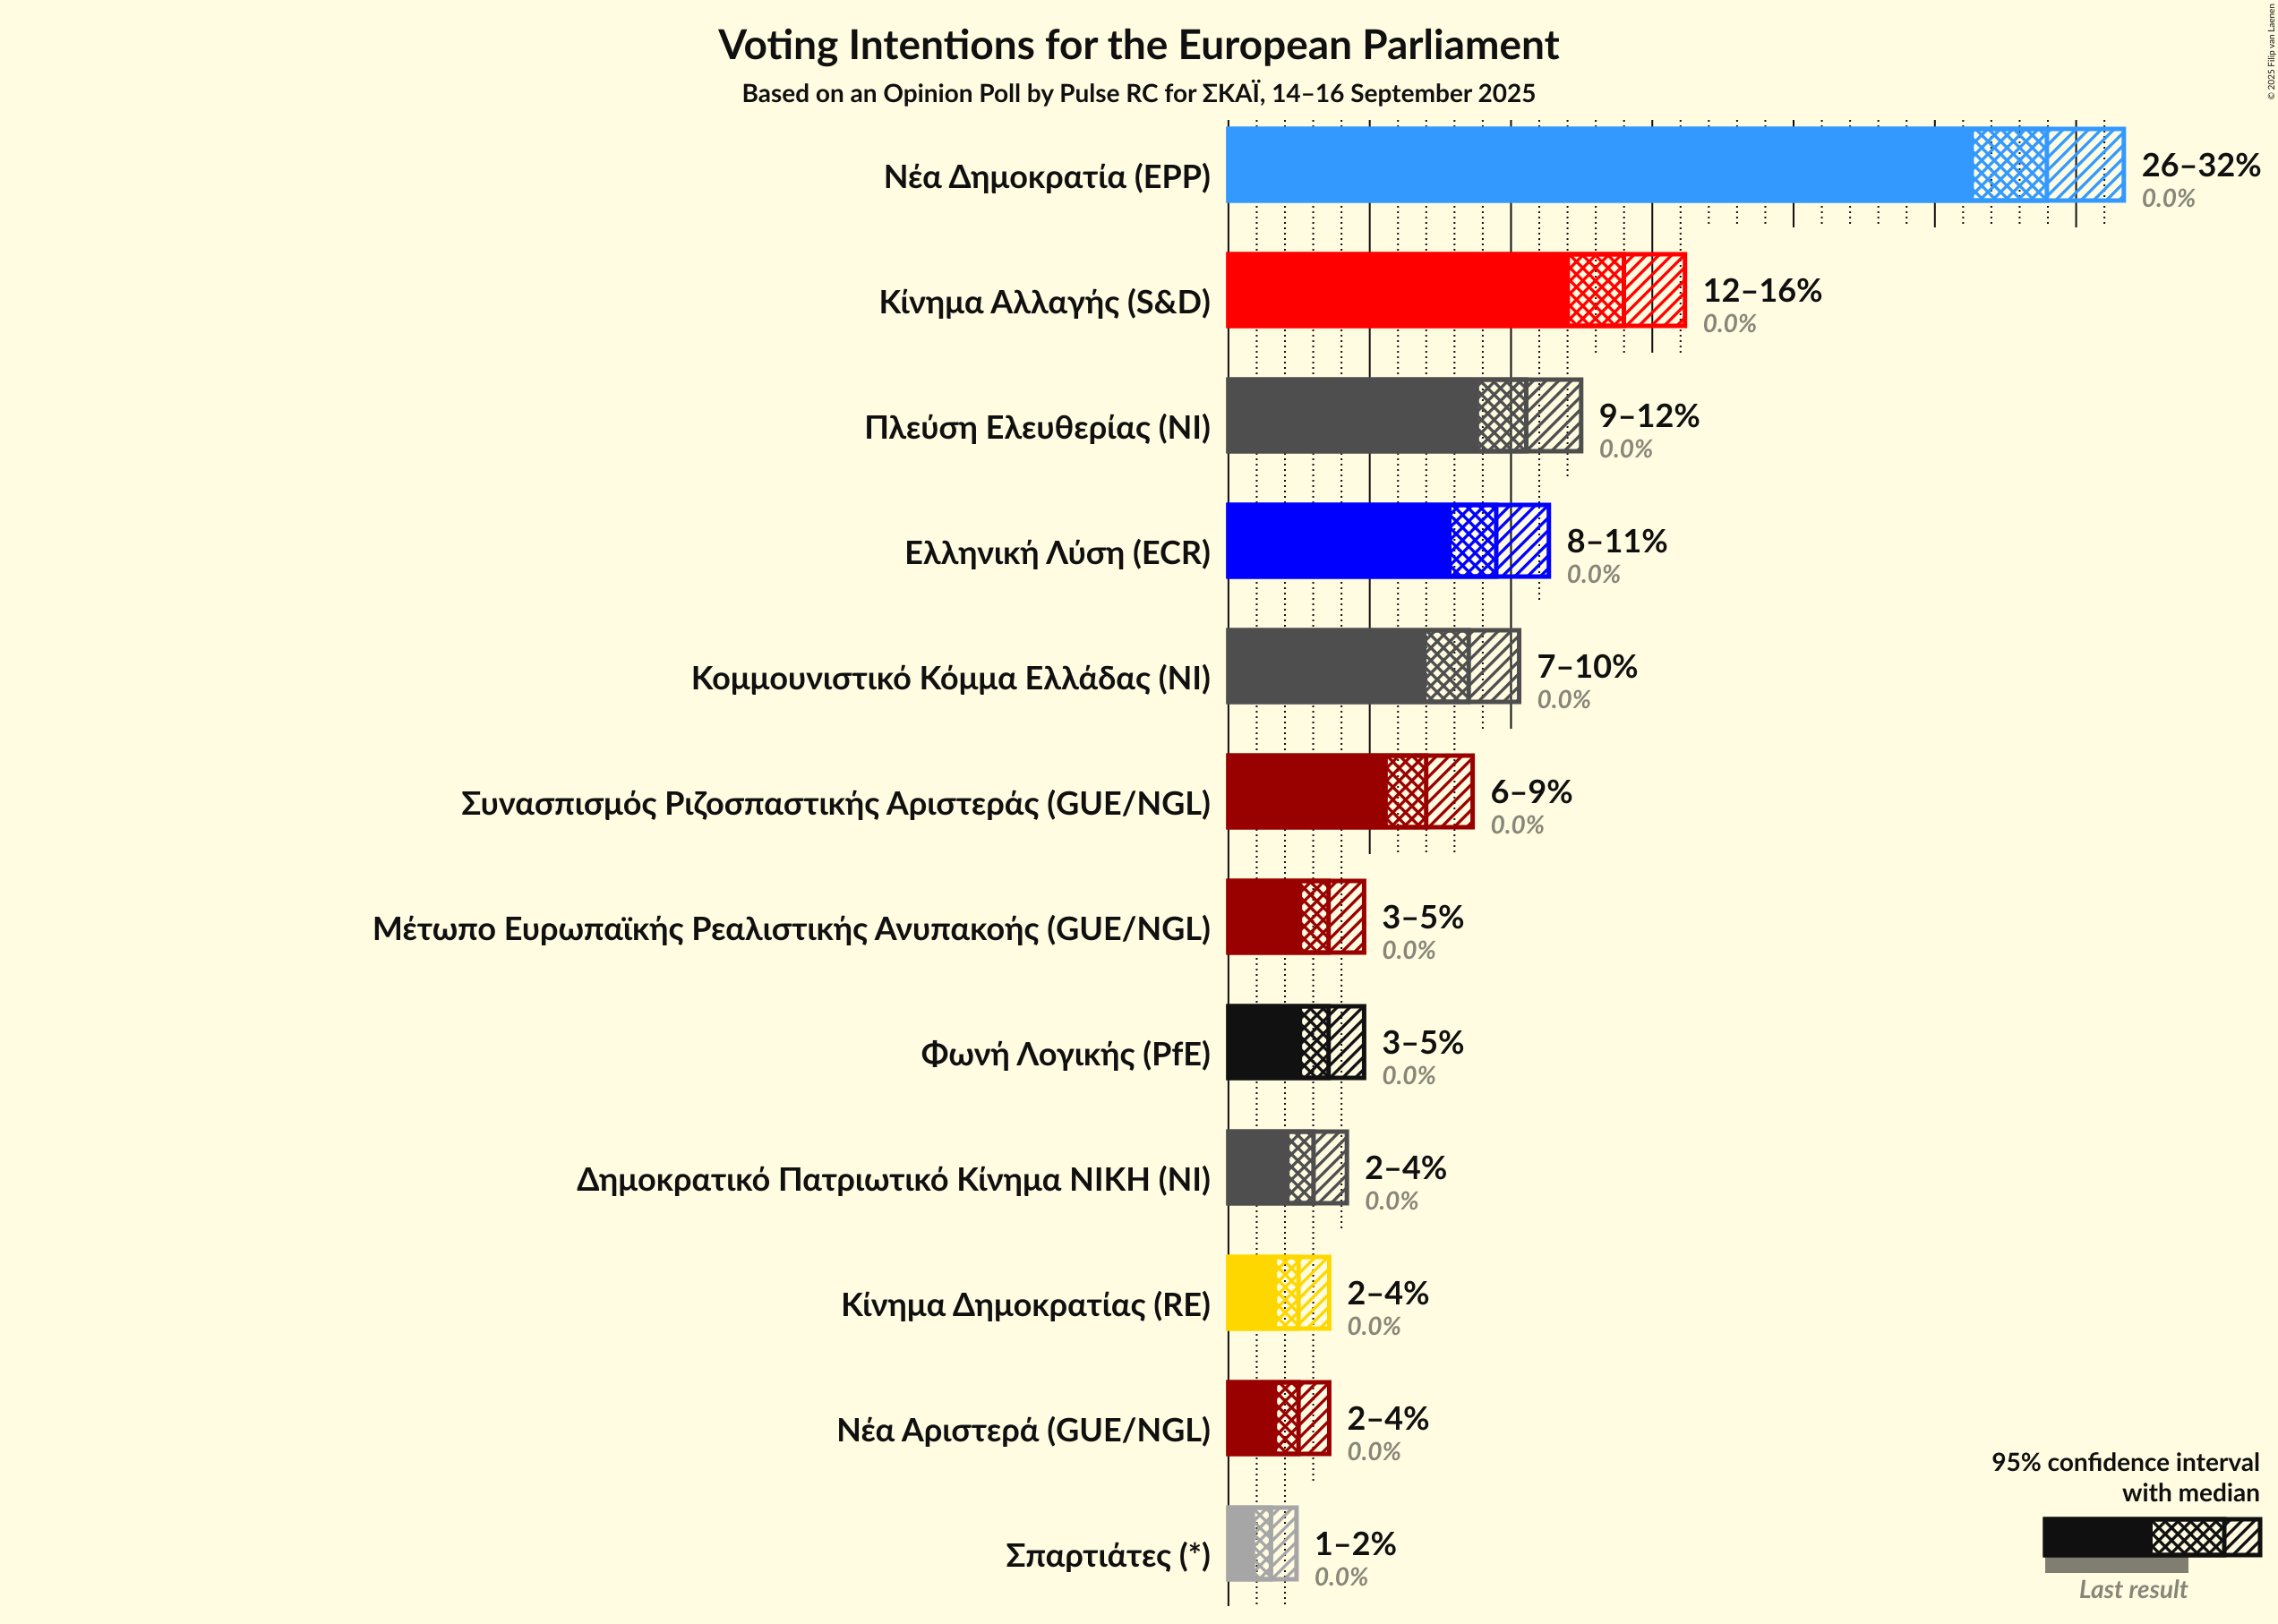 Voting Intentions for the European Parliament
Based on an Opinion Poll by Pulse RC for ΣΚΑΪ, 14–16 September 2025
© 2025 Filip van Laenen
Νέα Δημοκρατία (EPP)
26–32%
0.0%
Κίνημα Αλλαγής (S&D)
12–16%
0.0%
Πλεύση Ελευθερίας (NI)
9–12%
0.0%
Ελληνική Λύση (ECR)
8–11%
0.0%
Κομμουνιστικό Κόμμα Ελλάδας (NI)
7–10%
0.0%
Συνασπισμός Ριζοσπαστικής Αριστεράς (GUE/NGL)
6–9%
0.0%
Μέτωπο Ευρωπαϊκής Ρεαλιστικής Ανυπακοής (GUE/NGL)
3–5%
0.0%
Φωνή Λογικής (PfE)
3–5%
0.0%
Δημοκρατικό Πατριωτικό Κίνημα ΝΙΚΗ (NI)
2–4%
0.0%
Κίνημα Δημοκρατίας (RE)
2–4%
0.0%
Νέα Αριστερά (GUE/NGL)
2–4%
0.0%
Σπαρτιάτες (*)
1–2%
0.0%
95% confidence interval
with median
Last result